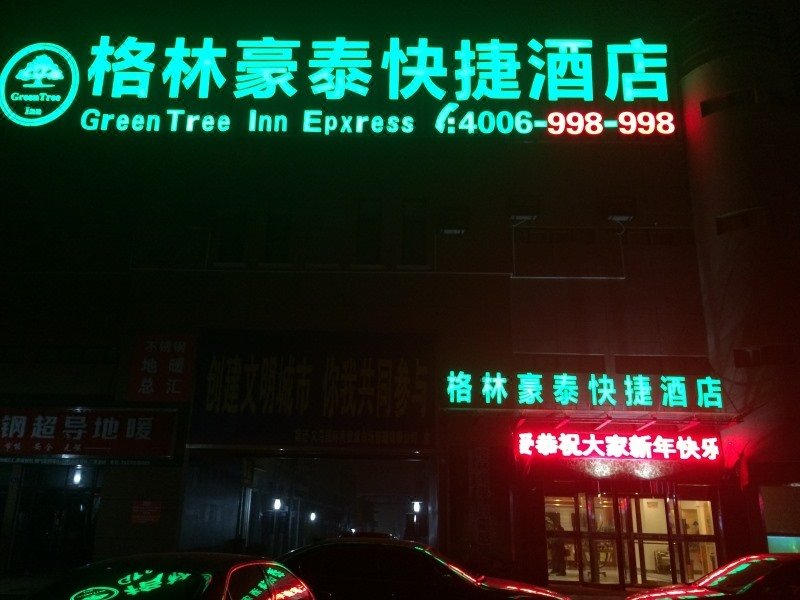 格林豪泰快捷酒店
GreenTree Inn
GreenTree Inn Epxress 4006-998-998
不锈钢
地暖
总汇
创建文明城市 你我共同参与
格林豪泰快捷酒店
钢超导地暖
恭祝大家新年快乐